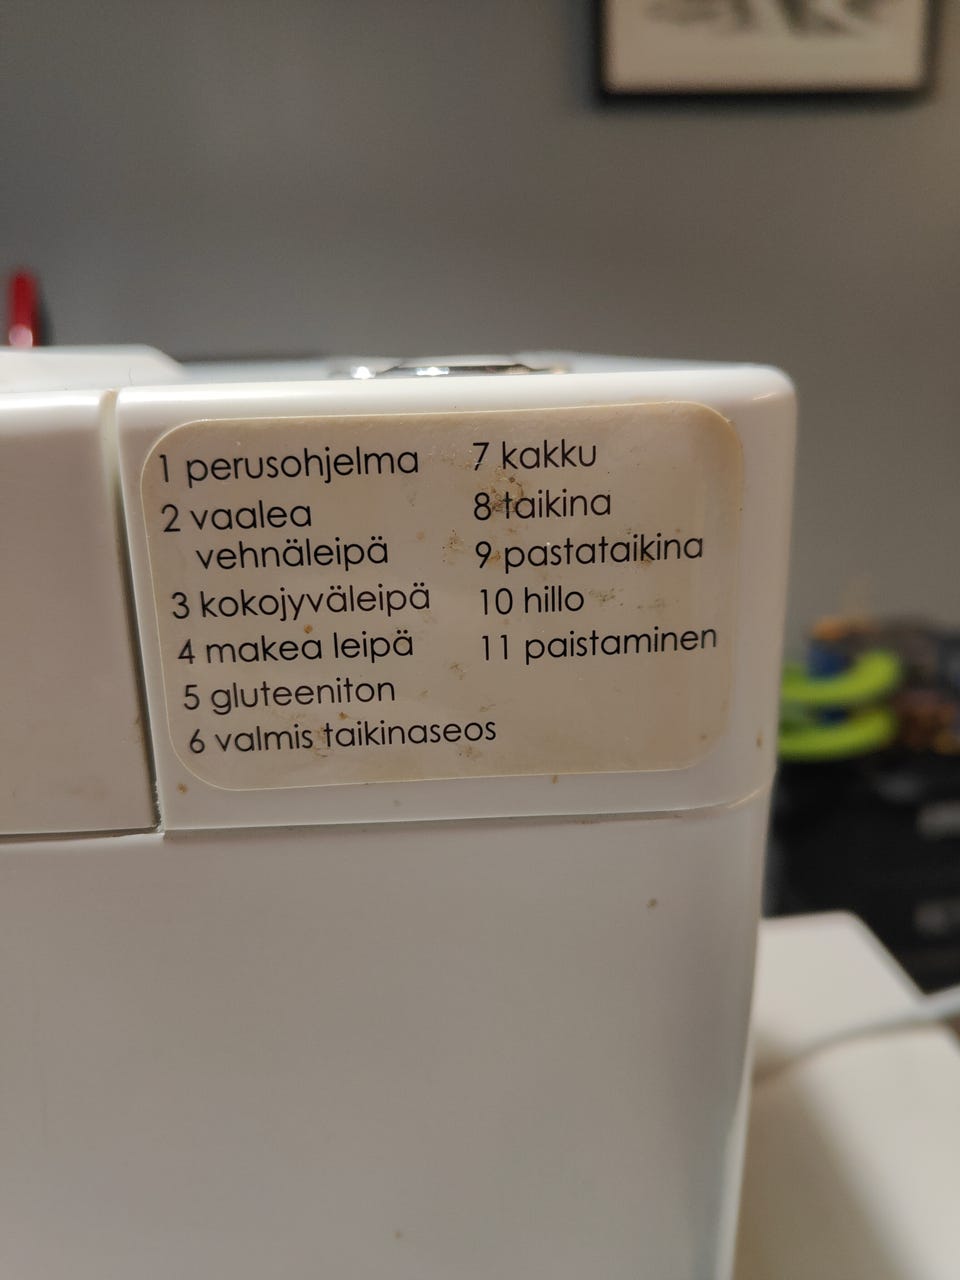 1 perusohjelma
2 vaalea
vehnäleipä
3 kokojyväleipä
4 makea leipä
5 gluteeniton
6 valmis taikinaseos
7 kakku
8 taikina
9 pastataikina
10 hillo
11 paistaminen